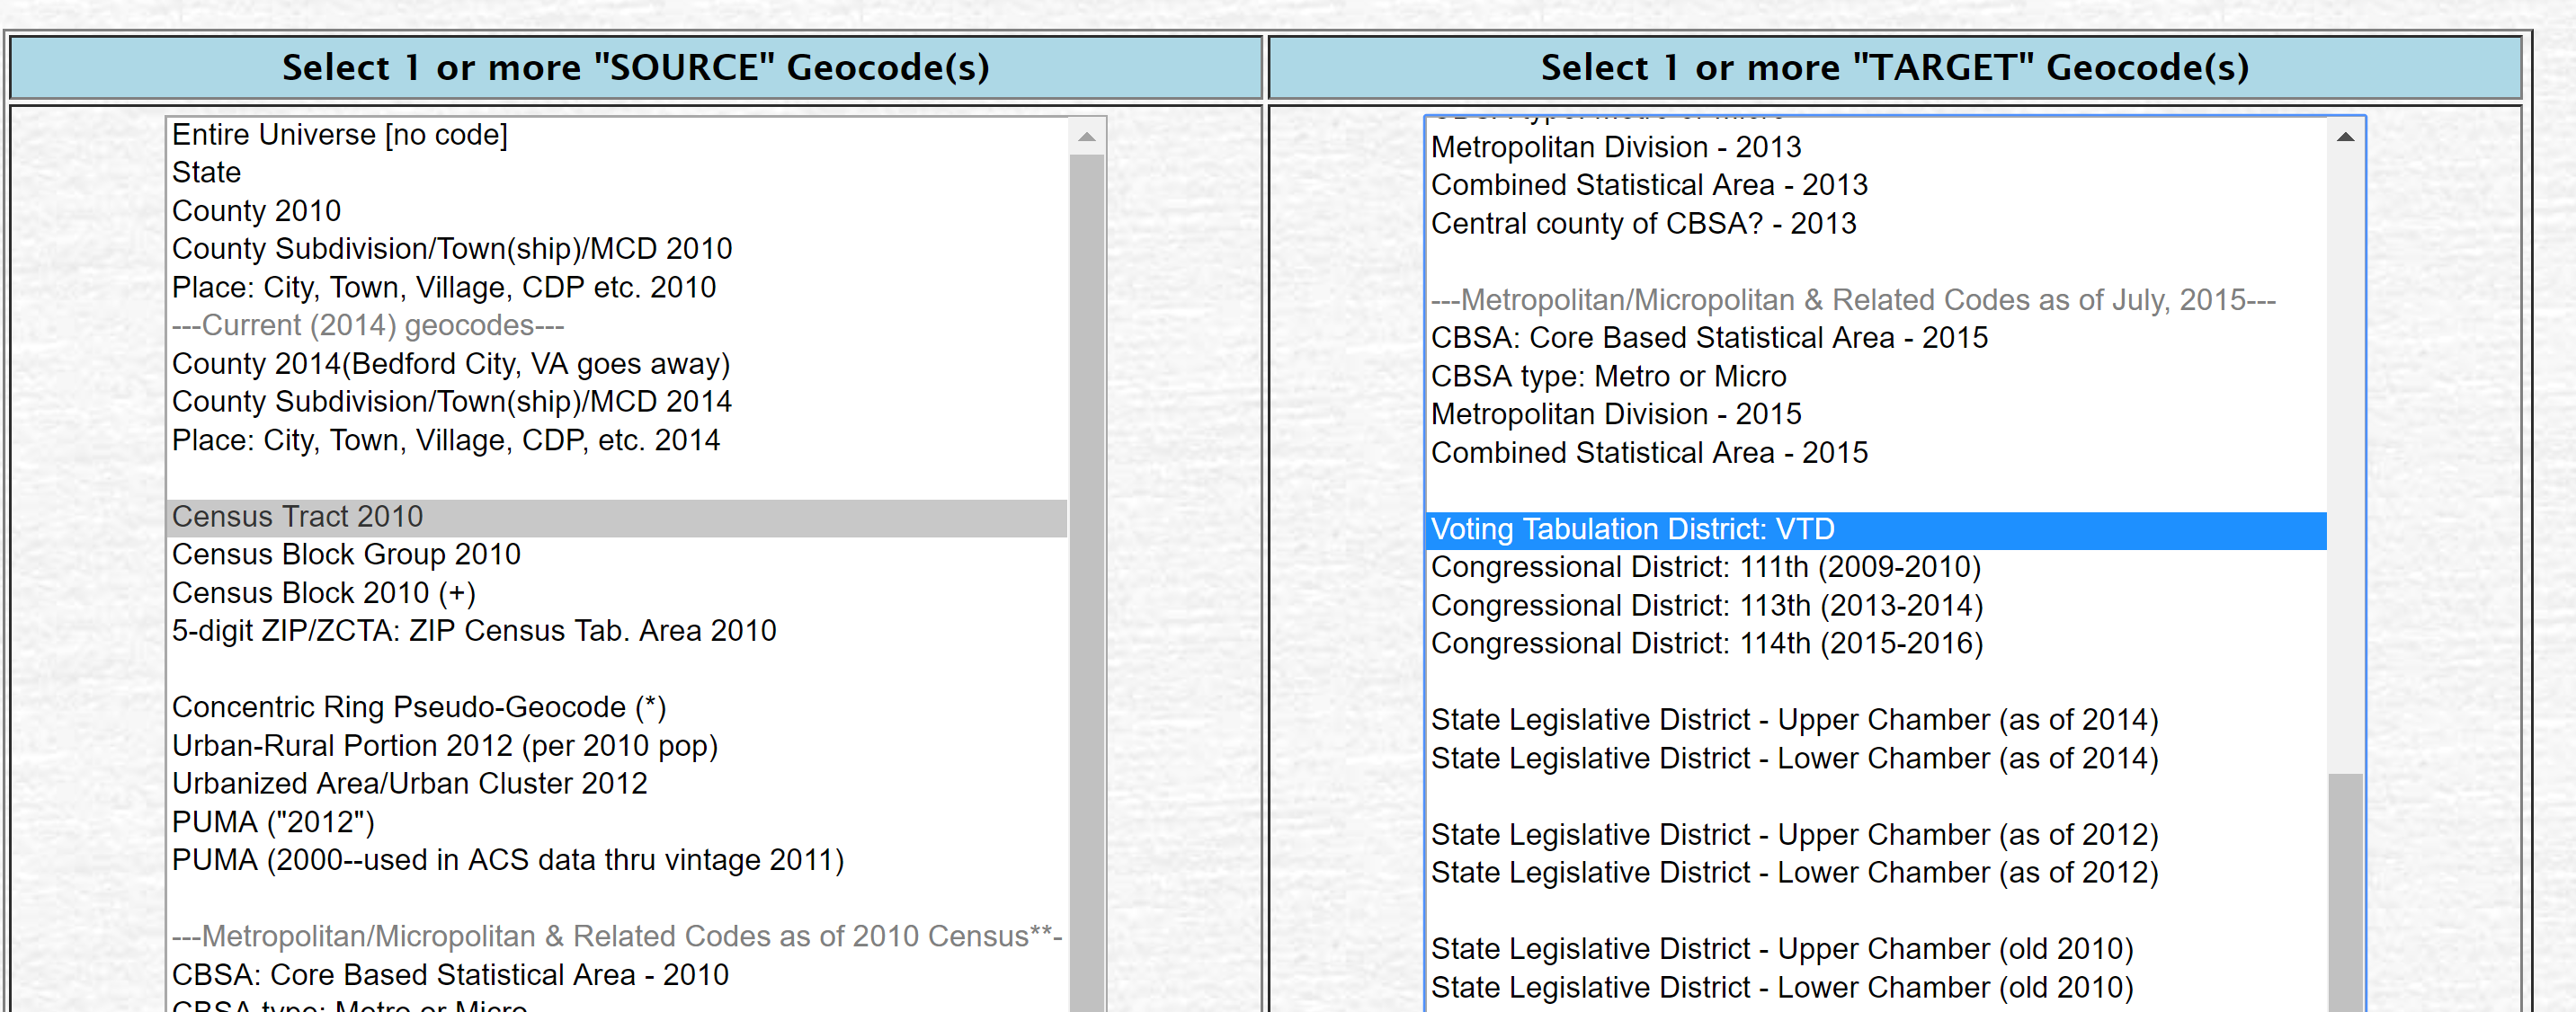 Select 1 or more "SOURCE" Geocode(s)
Entire Universe [no code]
State
County 2010
County Subdivision/Town(ship)/MCD 2010
Place: City, Town, Village, CDP etc. 2010
---Current (2014) geocodes---
County 2014(Bedford City, VA goes away)
County Subdivision/Town(ship)/MCD 2014
Place: City, Town, Village, CDP, etc. 2014
Census Tract 2010
Census Block Group 2010
Census Block 2010 (+)
5-digit ZIP/ZCTA: ZIP Census Tab. Area 2010
Concentric Ring Pseudo-Geocode (*)
Urban-Rural Portion 2012 (per 2010 pop)
Urbanized Area/Urban Cluster 2012
PUMA ("2012")
PUMA (2000--used in ACS data thru vintage 2011)
---Metropolitan/Micropolitan & Related Codes as of 2010 Census**-
CBSA: Core Based Statistical Area - 2010
CBSA type: Metro or Micro
Select 1 or more "TARGET" Geocode(s)
CBSA type: Metro or Micro
Metropolitan Division - 2013
Combined Statistical Area - 2013
Central county of CBSA? - 2013
---Metropolitan/Micropolitan & Related Codes as of July, 2015---
CBSA: Core Based Statistical Area - 2015
CBSA type: Metro or Micro
Metropolitan Division - 2015
Combined Statistical Area - 2015
Voting Tabulation District: VTD
Congressional District: 111th (2009-2010)
Congressional District: 113th (2013-2014)
Congressional District: 114th (2015-2016)
State Legislative District - Upper Chamber (as of 2014)
State Legislative District - Lower Chamber (as of 2014)
State Legislative District - Upper Chamber (as of 2012)
State Legislative District - Lower Chamber (as of 2012)
State Legislative District - Upper Chamber (old 2010)
State Legislative District - Lower Chamber (old 2010)